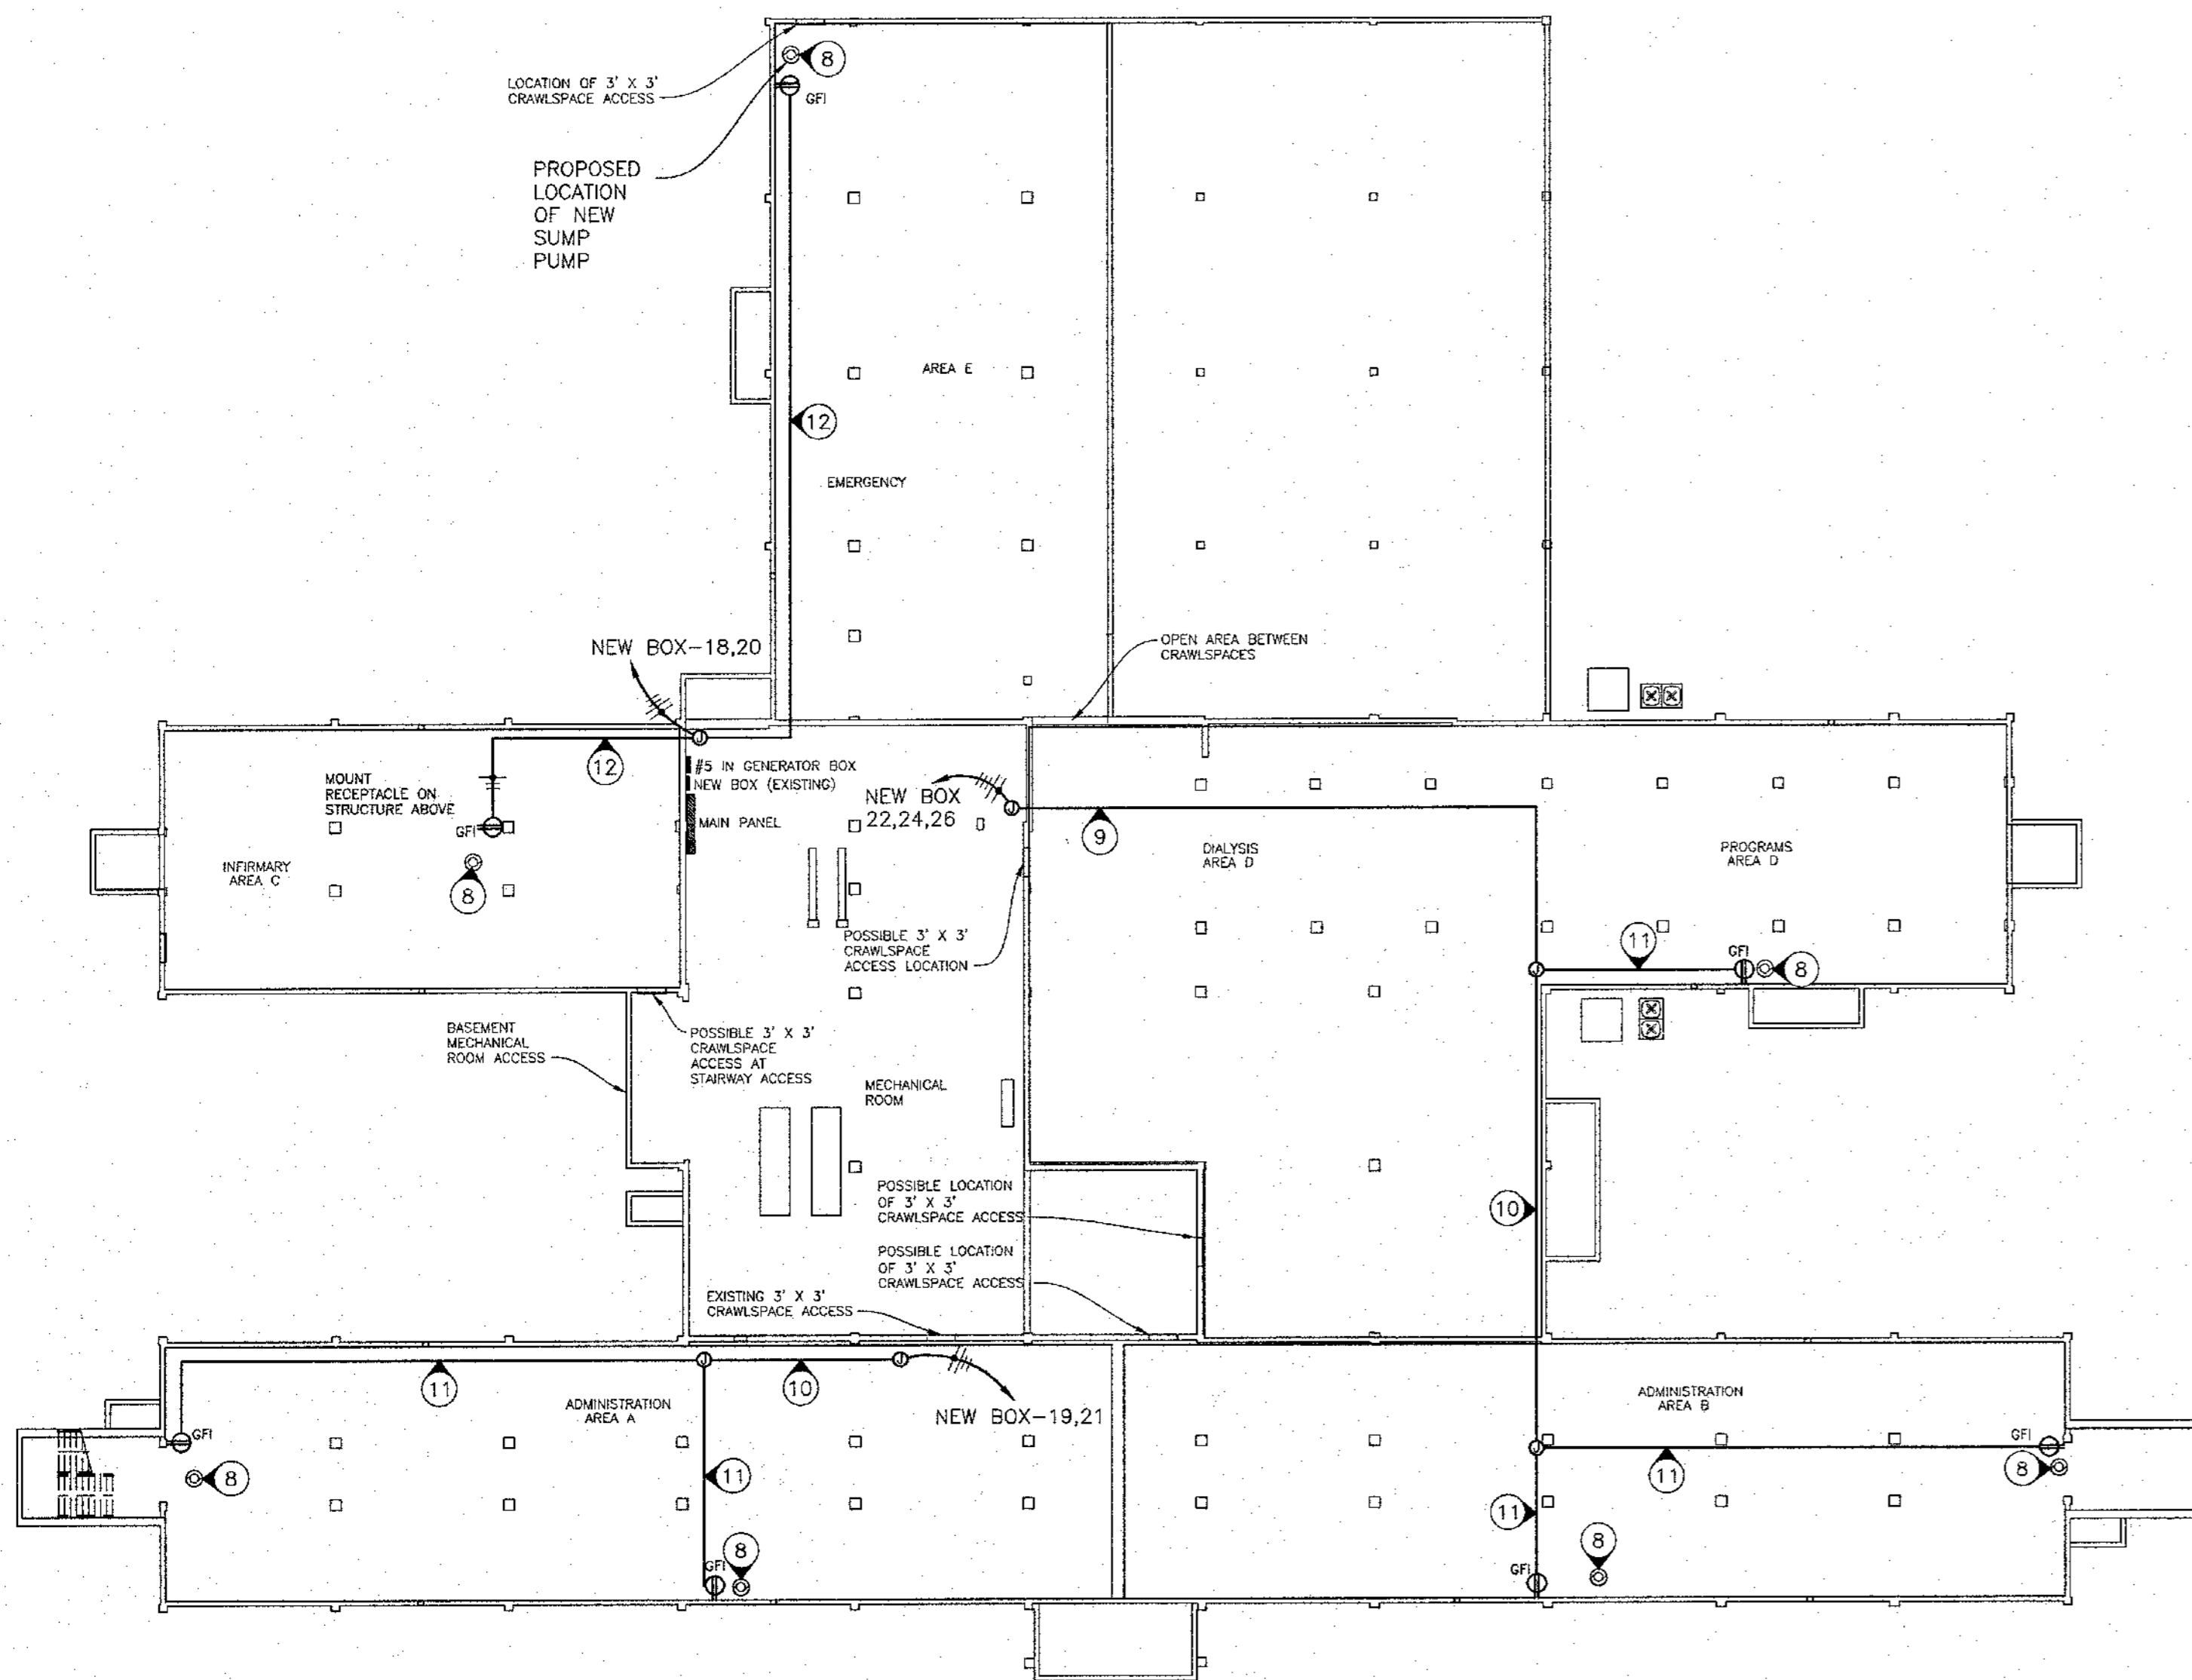 LOCATION OF 3' X 3'
CRAWLSPACE ACCESS
8
GFI
PROPOSED
LOCATION
OF NEW
SUMP
PUMP
AREA E
12
EMERGENCY
NEW BOX-18,20
OPEN AREA BETWEEN
CRAWLSPACES
J
12
#5 IN GENERATOR BOX
NEW BOX (EXISTING)
MAIN PANEL
MOUNT
RECEPTACLE ON
STRUCTURE ABOVE
GFI
INFIRMARY
AREA C
8
NEW BOX
22,24,26
J
9
DIALYSIS
AREA D
PROGRAMS
AREA D
POSSIBLE 3' X 3'
CRAWLSPACE
ACCESS LOCATION
J
11
GFI
8
BASEMENT
MECHANICAL
ROOM ACCESS
POSSIBLE 3' X 3'
CRAWLSPACE
ACCESS AT
STAIRWAY ACCESS
MECHANICAL
ROOM
POSSIBLE LOCATION
OF 3' X 3'
CRAWLSPACE ACCESS
10
POSSIBLE LOCATION
OF 3' X 3'
CRAWLSPACE ACCESS
EXISTING 3' X 3'
CRAWLSPACE ACCESS
11
J
10
J
ADMINISTRATION
AREA A
NEW BOX-19,21
ADMINISTRATION
AREA B
GFI
8
11
GFI
8
J
11
GFI
8
11
GFI
8